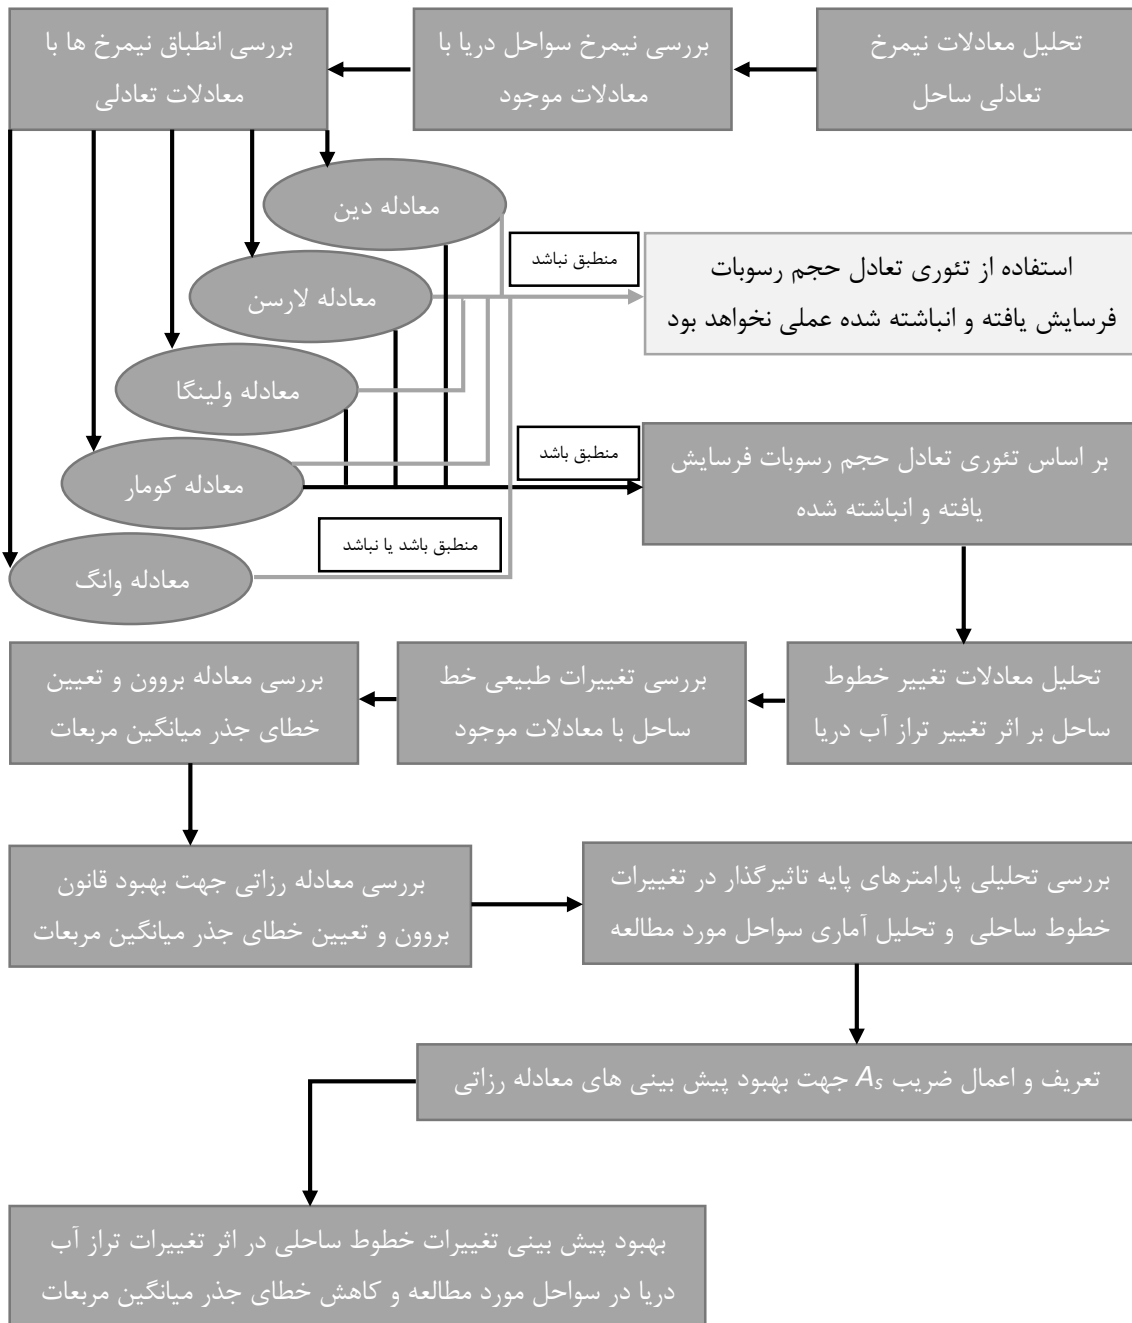 تحلیل معادلات نیمرخ
تعادلی ساحل
بررسی نیمرخ سواحل دریا با
معادلات موجود
بررسی انطباق نیمرخ ها با
معادلات تعادلی
معادله دین
معادله لارسن
معادله ولینگا
معادله کومار
معادله وانگ
منطبق نباشد
استفاده از تئوری تعادل حجم رسوبات
فرسایش یافته و انباشته شده عملی نخواهد بود
منطبق باشد
منطبق باشد یا نباشد
بر اساس تئوری تعادل حجم رسوبات فرسایش
یافته و انباشته شده
تحلیل معادلات تغییر خطوط
ساحل بر اثر تغییر تراز آب دریا
بررسی تغییرات طبیعی خط
ساحل با معادلات موجود
بررسی معادله بروون و تعیین
خطای جذر میانگین مربعات
بررسی معادله رزاتی جهت بهبود قانون
بروون و تعیین خطای جذر میانگین مربعات
بررسی تحلیلی پارامترهای پایه تاثیرگذار در تغییرات
خطوط ساحلی و تحلیل آماری سواحل مورد مطالعه
تعریف و اعمال ضریب As جهت بهبود پیش بینی های معادله رزاتی
بهبود پیش بینی تغییرات خطوط ساحلی در اثر تغییرات تراز آب
دریا در سواحل مورد مطالعه و کاهش خطای جذر میانگین مربعات